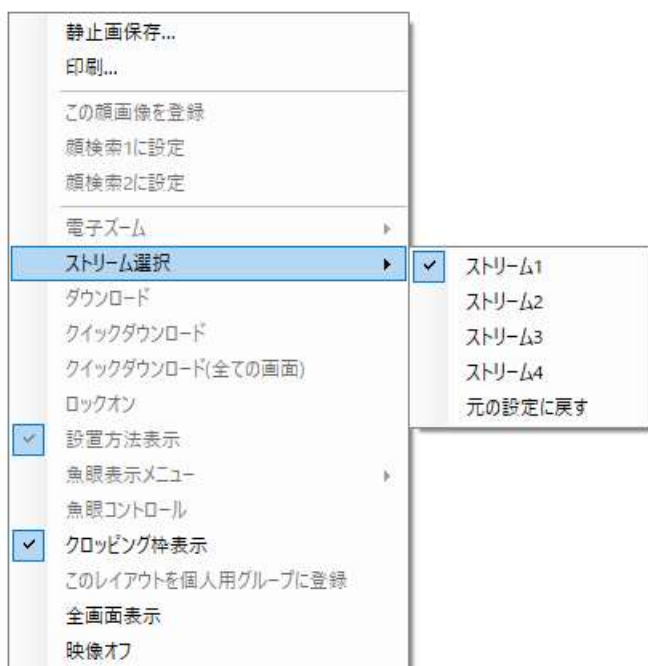 静止画保存...
印刷...
この顔画像を登録
顔検索1に設定
顔検索2に設定
電子ズーム
ストリーム選択
ダウンロード
クイックダウンロード
クイックダウンロード(全ての画面)
ロックオン
設置方法表示
魚眼表示メニュー
魚眼コントロール
クロッピング枠表示
このレイアウトを個人用グループに登録
全画面表示
映像オフ
ストリーム1
ストリーム2
ストリーム3
ストリーム4
元の設定に戻す